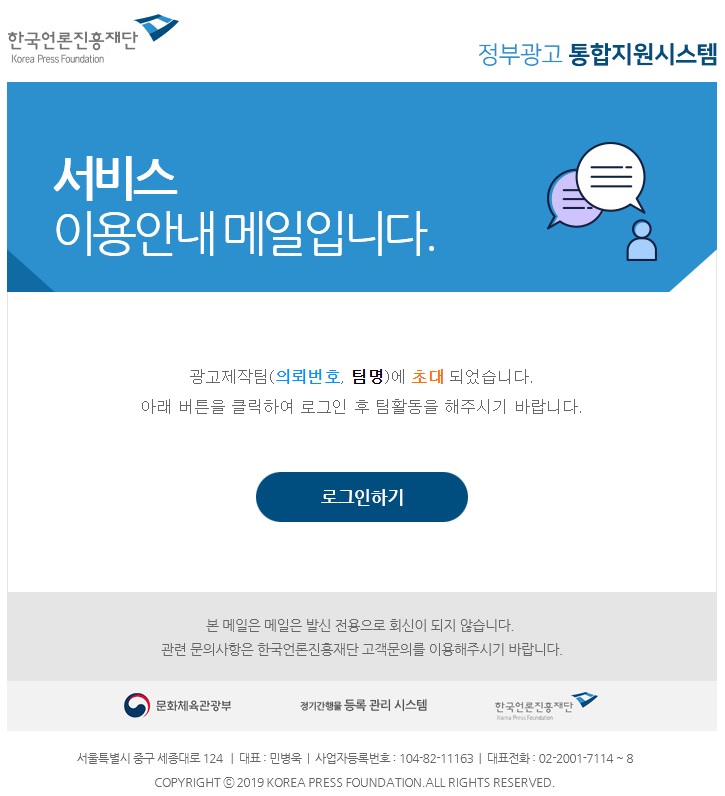 한국언론진흥재단
Korea Press Foundation
정부광고 통합지원시스템
서비스
이용안내 메일입니다.
광고제작팀(의뢰번호, 팀명)에 초대 되었습니다.
아래 버튼을 클릭하여 로그인 후 팀활동을 해주시기 바랍니다.
로그인하기
본 메일은 메일은 발신 전용으로 회신이 되지 않습니다.
관련 문의사항은 한국언론진흥재단 고객문의를 이용해주시기 바랍니다.
문화체육관광부 정기간행물 등록 관리 시스템 한국언론진흥재단
Korea Press Foundation
서울특별시 중구 세종대로 124 | 대표 : 민병욱 | 사업자등록번호 : 104-82-11163 | 대표전화 : 02-2001-7114 ~ 8
COPYRIGHT ⓒ 2019 KOREA PRESS FOUNDATION.ALL RIGHTS RESERVED.